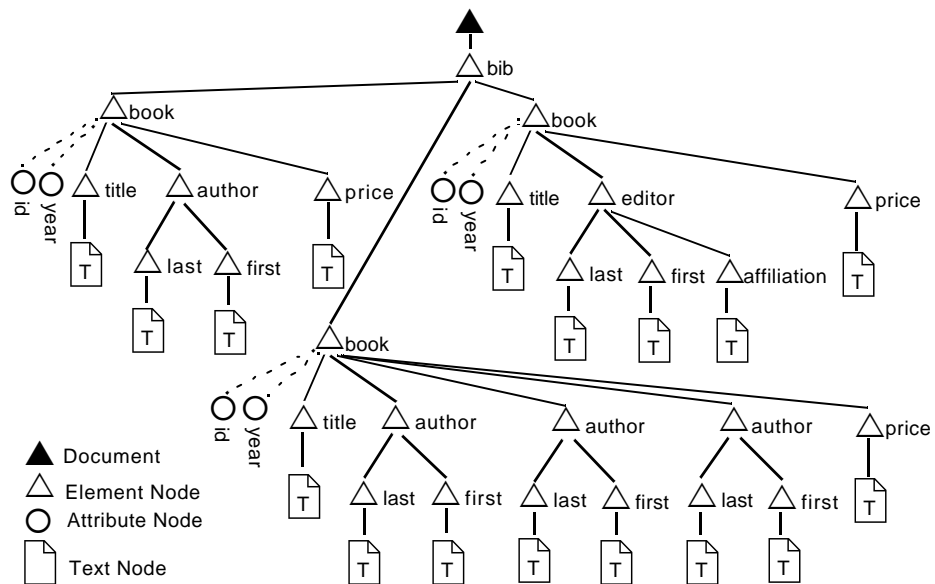 bib
book
book
id
year
title
author
price
id
year
title
editor
price
T
last
first
T
T
last
first
affiliation
T
T
T
T
T
T
book
id
year
title
author
author
author
price
T
last
first
last
first
last
first
T
T
T
T
T
T
T
Document
Element Node
Attribute Node
Text Node